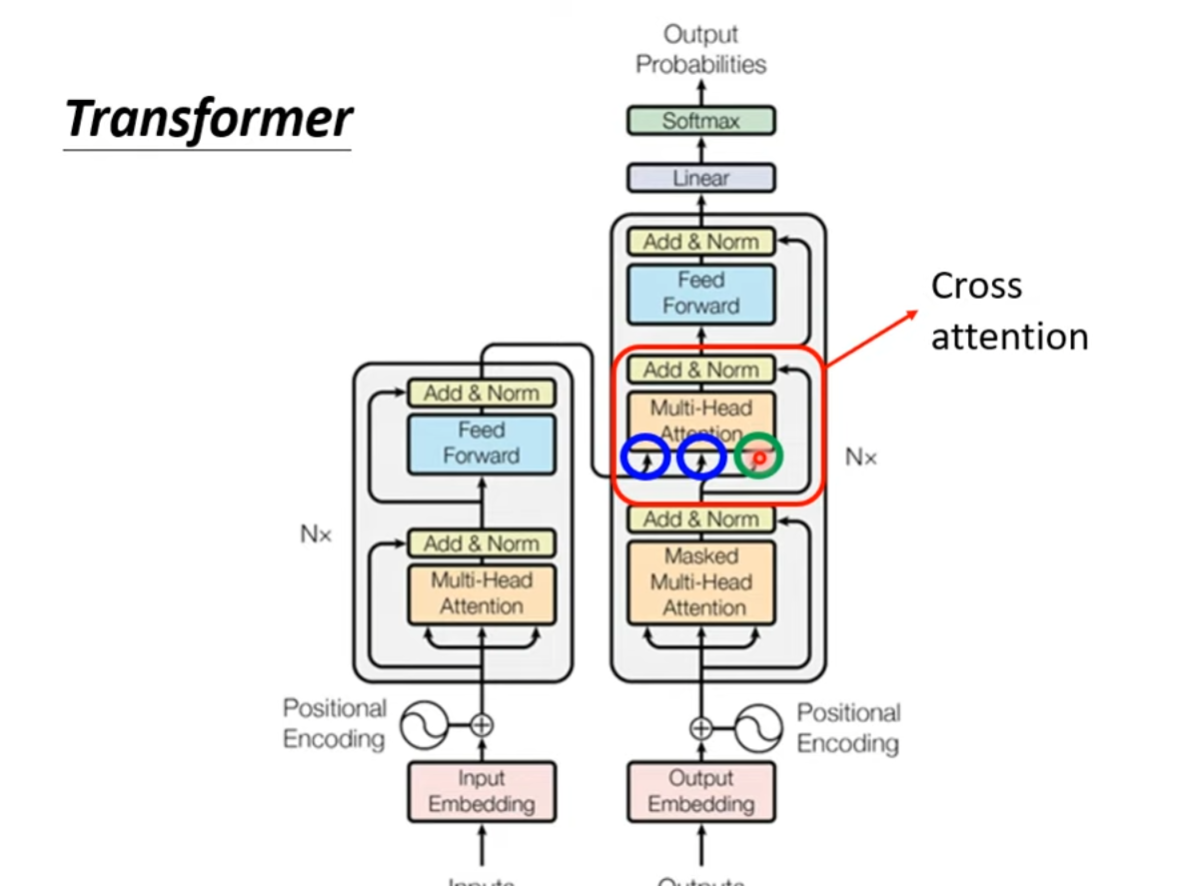 Transformer
Output
Probabilities
Softmax
Linear
Add & Norm
Feed
Forward
Cross
attention
Add & Norm
Multi-Head
Attention
Nx
Add & Norm
Masked
Multi-Head
Attention
Add & Norm
Feed
Forward
Nx
Add & Norm
Multi-Head
Attention
Positional
Encoding
Positional
Encoding
Input
Embedding
Output
Embedding
Inputs
Outputs